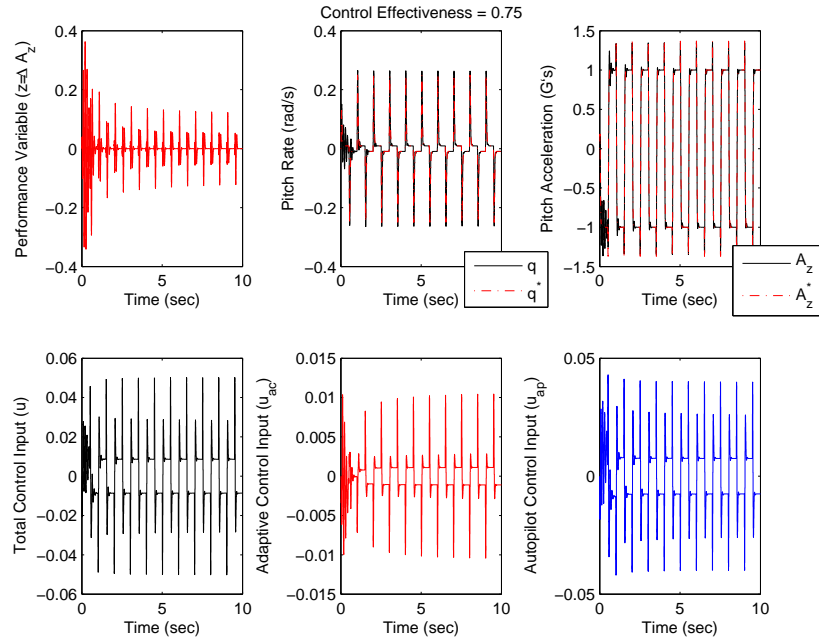 Control Effectiveness = 0.75
Performance Variable (z=Δ A_z)
0.4
0.2
0
−0.2
−0.4
0 5 10
Time (sec)
Pitch Rate (rad/s)
0.4
0.2
0
−0.2
−0.4
0 5 10
Time (sec)
q
q*
Pitch Acceleration (G's)
1.5
1
0.5
0
−0.5
−1
−1.5
0 5 10
Time (sec)
A_z
A_z^*
Total Control Input (u)
0.06
0.04
0.02
0
−0.02
−0.04
−0.06
0 5 10
Time (sec)
Adaptive Control Input (u_ac)
0.015
0.01
0.005
0
−0.005
−0.01
−0.015
0 5 10
Time (sec)
Autopilot Control Input (u_ap)
0.05
0
−0.05
0 5 10
Time (sec)